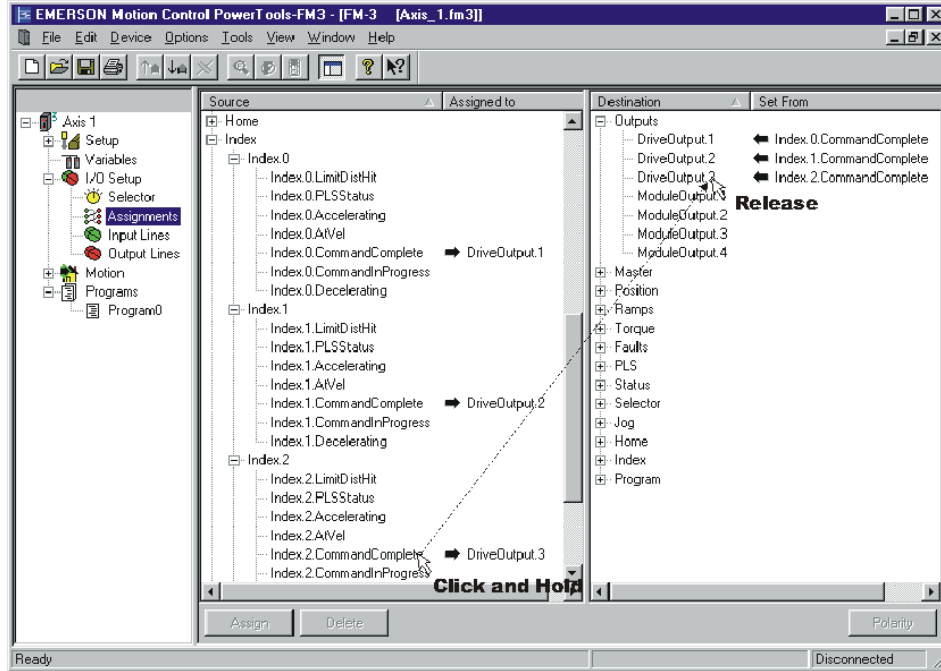 EMERSON Motion Control PowerTools-FM3 - [FM-3 [Axis_1.fm3]]
File Edit Device Options Tools View Window Help
Axis 1
Setup
Variables
I/O Setup
Selector
Assignments
Input Lines
Output Lines
Motion
Programs
Program0
Source Assigned to
Home
Index
Index.0
Index.0.LimitDistHit
Index.0.PLSStatus
Index.0.Accelerating
Index.0.AtVel
Index.0.CommandComplete DriveOutput.1
Index.0.CommandInProgress
Index.0.Decelerating
Index.1
Index.1.LimitDistHit
Index.1.PLSStatus
Index.1.Accelerating
Index.1.AtVel
Index.1.CommandComplete DriveOutput.2
Index.1.CommandInProgress
Index.1.Decelerating
Index.2
Index.2.LimitDistHit
Index.2.PLSStatus
Index.2.Accelerating
Index.2.AtVel
Index.2.CommandComplete DriveOutput.3
Index.2.CommandInProgress
Click and Hold
Destination Set From
Outputs
DriveOutput.1 Index.0.CommandComplete
DriveOutput.2 Index.1.CommandComplete
DriveOutput.3 Index.2.CommandComplete
ModuleOutput.1
Release
ModuleOutput.2
ModuleOutput.3
ModuleOutput.4
Master
Position
Ramps
Torque
Faults
PLS
Status
Selector
Jog
Home
Index
Program
Assign Delete Polarity
Ready Disconnected